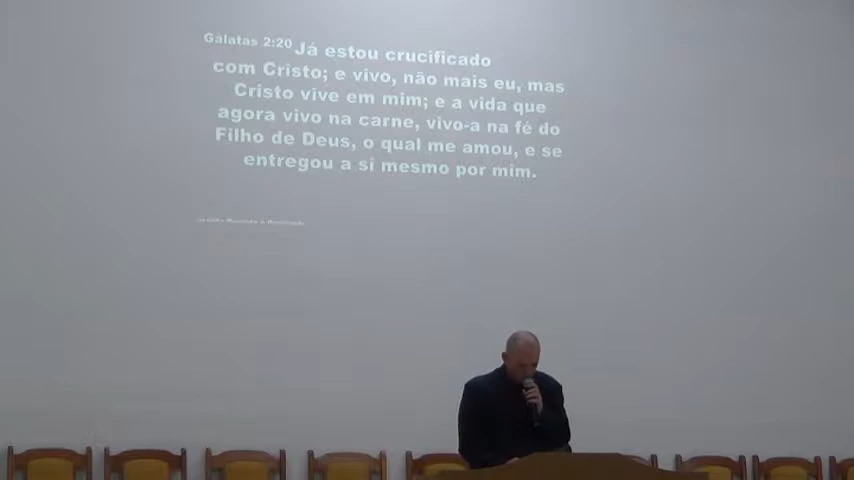 Gálatas 2:20 Já estou crucificado
com Cristo; e vivo, não mais eu, mas
Cristo vive em mim; e a vida que
agora vivo na carne, vivo-a na fé do
Filho de Deus, o qual me amou, e se
entregou a si mesmo por mim.